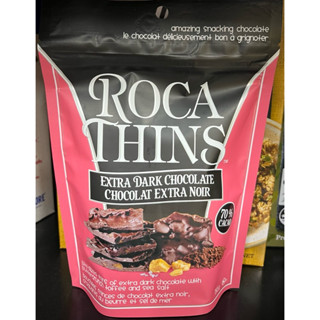 amazing snacking chocolate
le chocolat délicieusement bon à grignoter
ROCA
THINS
EXTRA DARK CHOCOLATE
CHOCOLAT EXTRA NOIR
70%
CACAO
of extra dark chocolate with
toffee and sea salt
de chocolat extra noir,
beurre et sel de mer